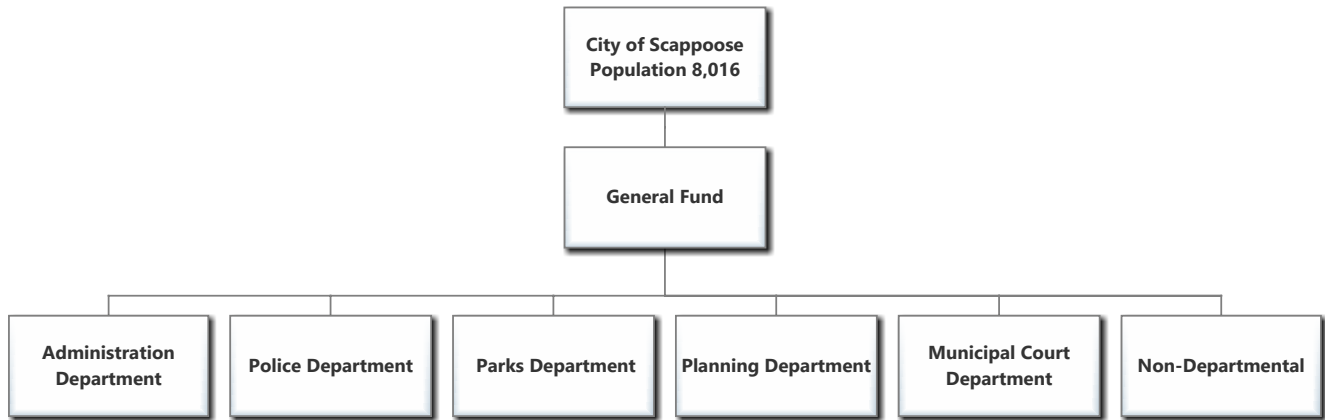 City of Scappoose
Population 8,016
General Fund
Administration
Department
Police Department
Parks Department
Planning Department
Municipal Court
Department
Non-Departmental